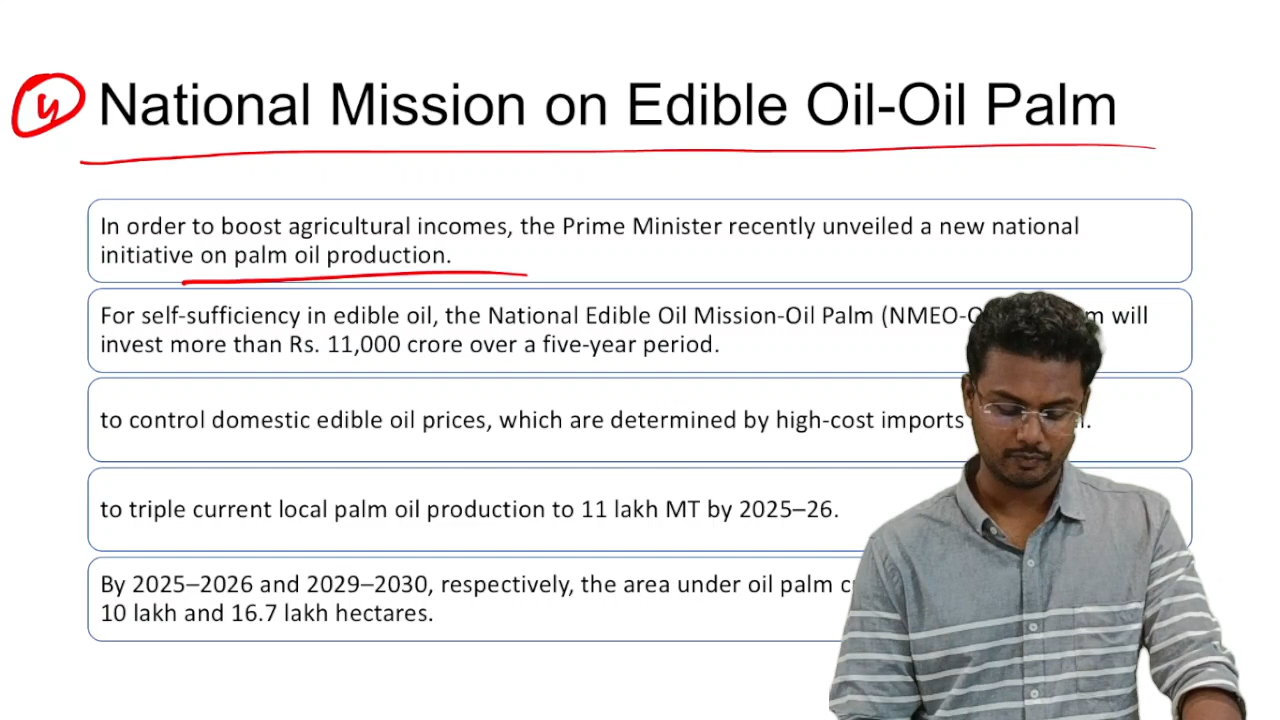 y National Mission on Edible Oil-Oil Palm
In order to boost agricultural incomes, the Prime Minister recently unveiled a new national
initiative on palm oil production.
For self-sufficiency in edible oil, the National Edible Oil Mission-Oil Palm will
invest more than Rs. 11,000 crore over a five-year period.
to control domestic edible oil prices, which are determined by high-cost imports
to triple current local palm oil production to 11 lakh MT by 2025–26.
By 2025–2026 and 2029–2030, respectively, the area under oil palm
10 lakh and 16.7 lakh hectares.